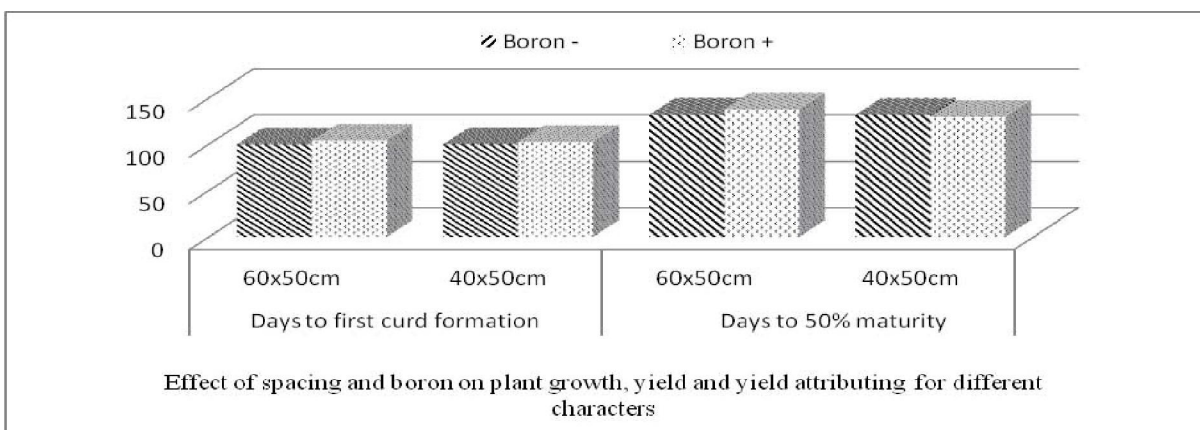 Boron - Boron +
150
100
50
0
60x50cm 40x50cm 60x50cm 40x50cm
Days to first curd formation Days to 50% maturity
Effect of spacing and boron on plant growth, yield and yield attributing for different
characters